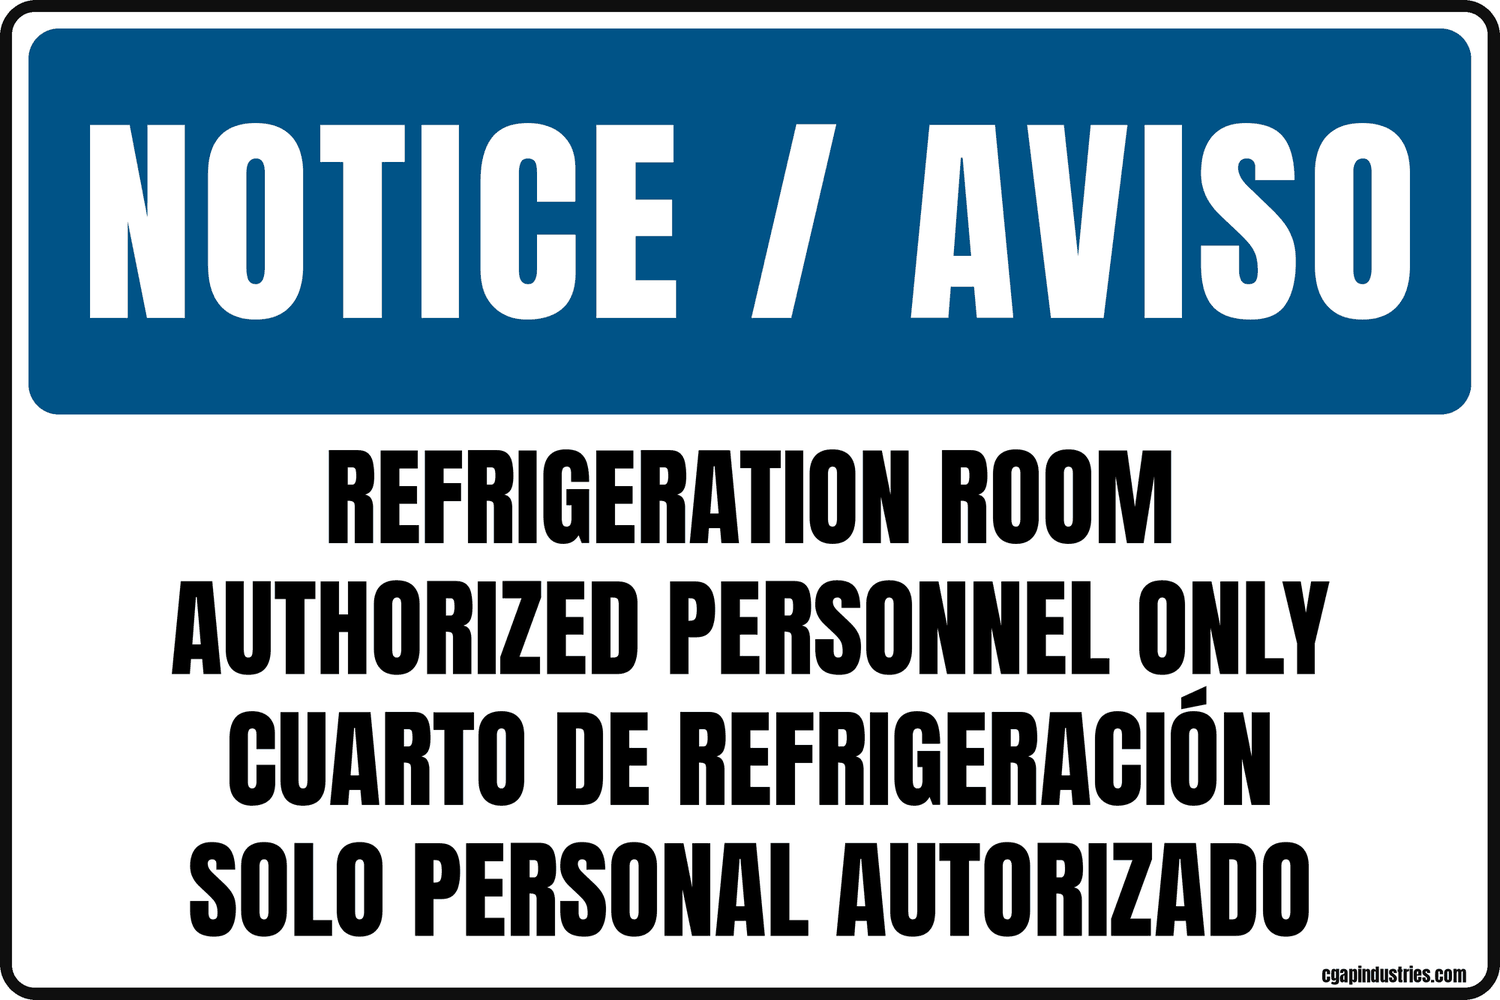 NOTICE / AVISO
REFRIGERATION ROOM
AUTHORIZED PERSONNEL ONLY
CUARTO DE REFRIGERACIÓN
SOLO PERSONAL AUTORIZADO
cgapindustries.com